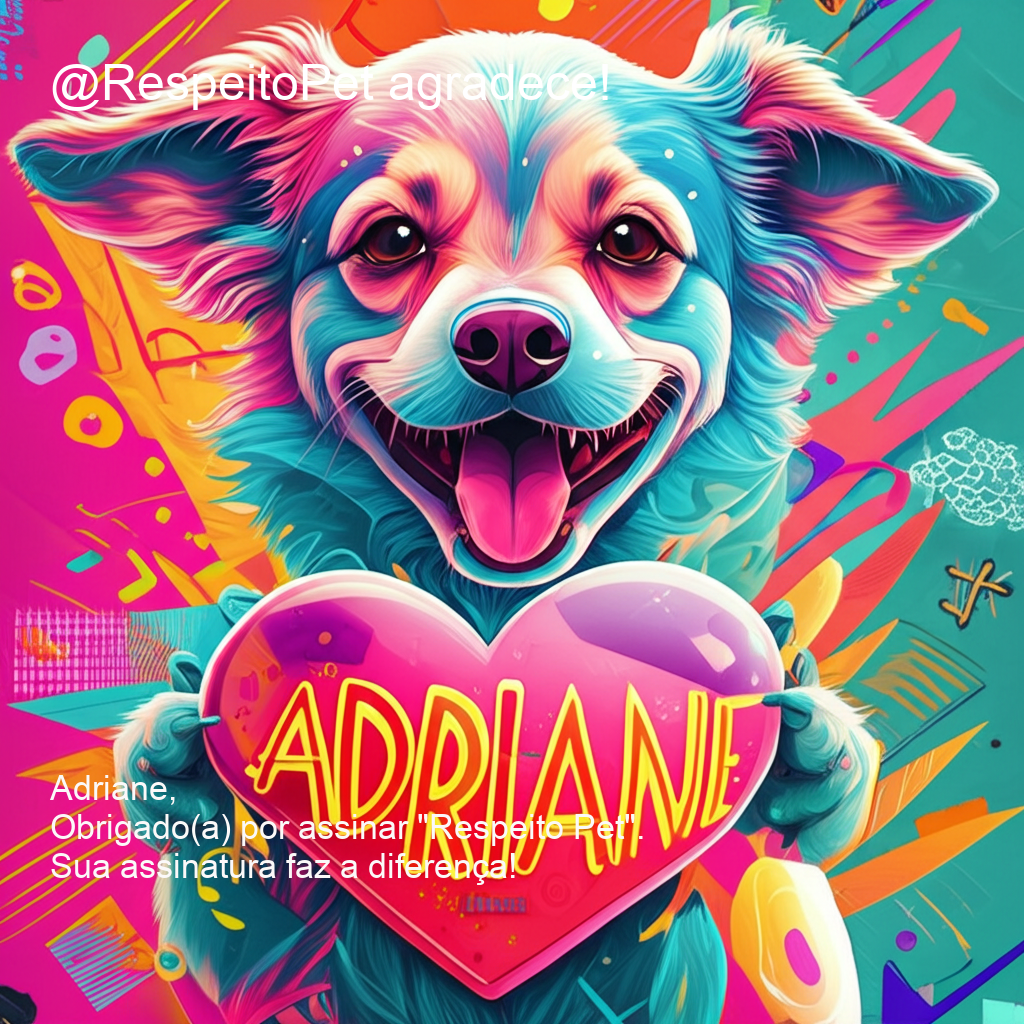 @RespeitoPet agradece!
ADRIANE
Adriane,
Obrigado(a) por assinar "Respeito Pet".
Sua assinatura faz a diferença!